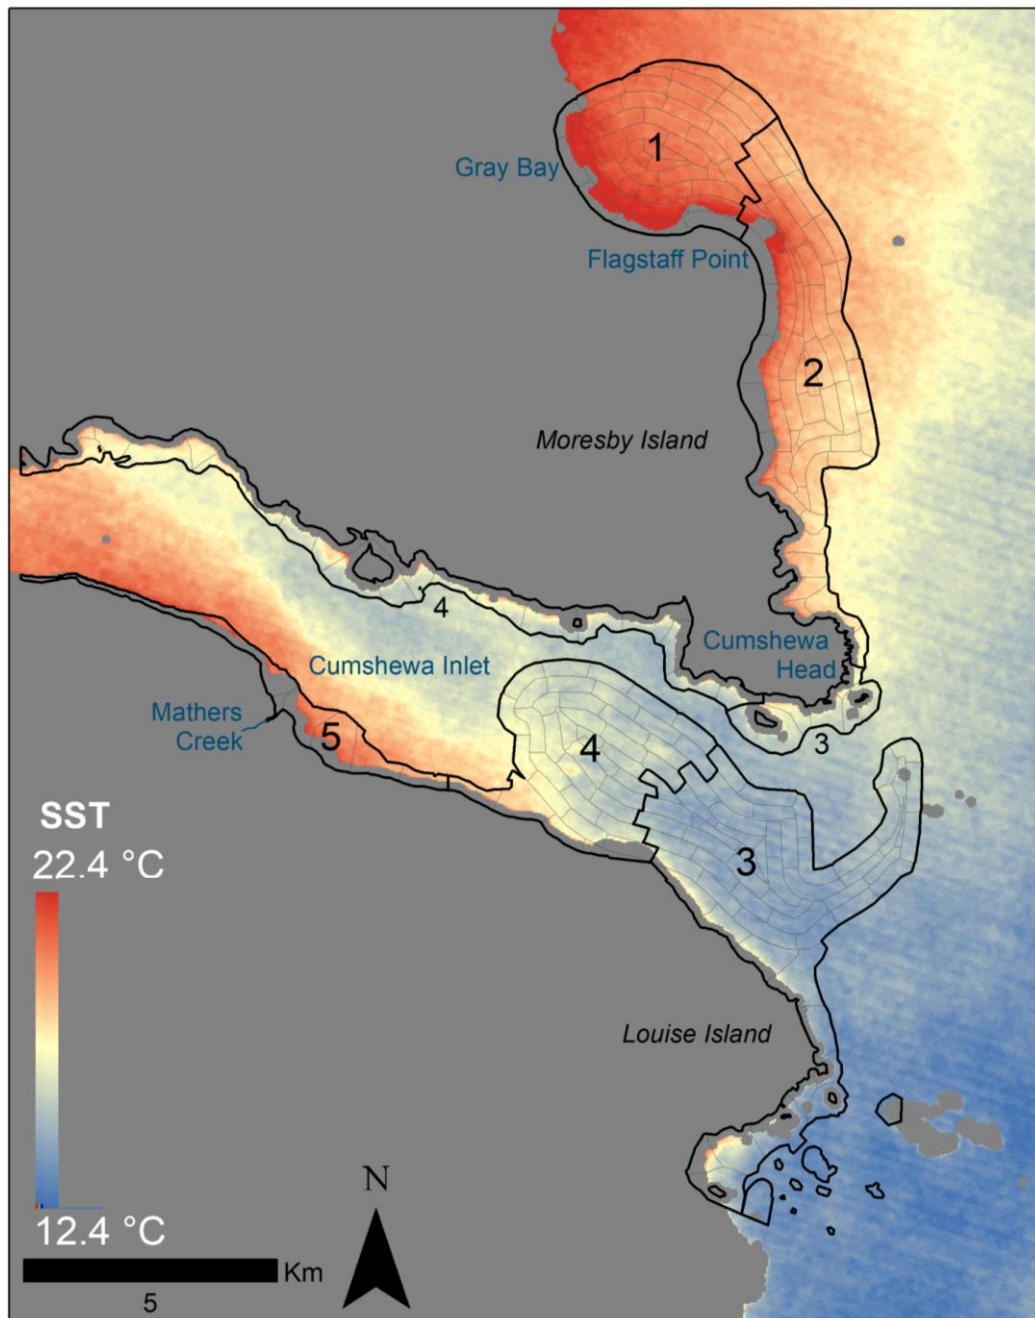 1
Gray Bay
Flagstaff Point
2
Moresby Island
4
Cumshewa
Head
Cumshewa Inlet
Mathers
Creek
5
4
3
3
SST
22.4 °C
Louise Island
N
12.4 °C
Km
5